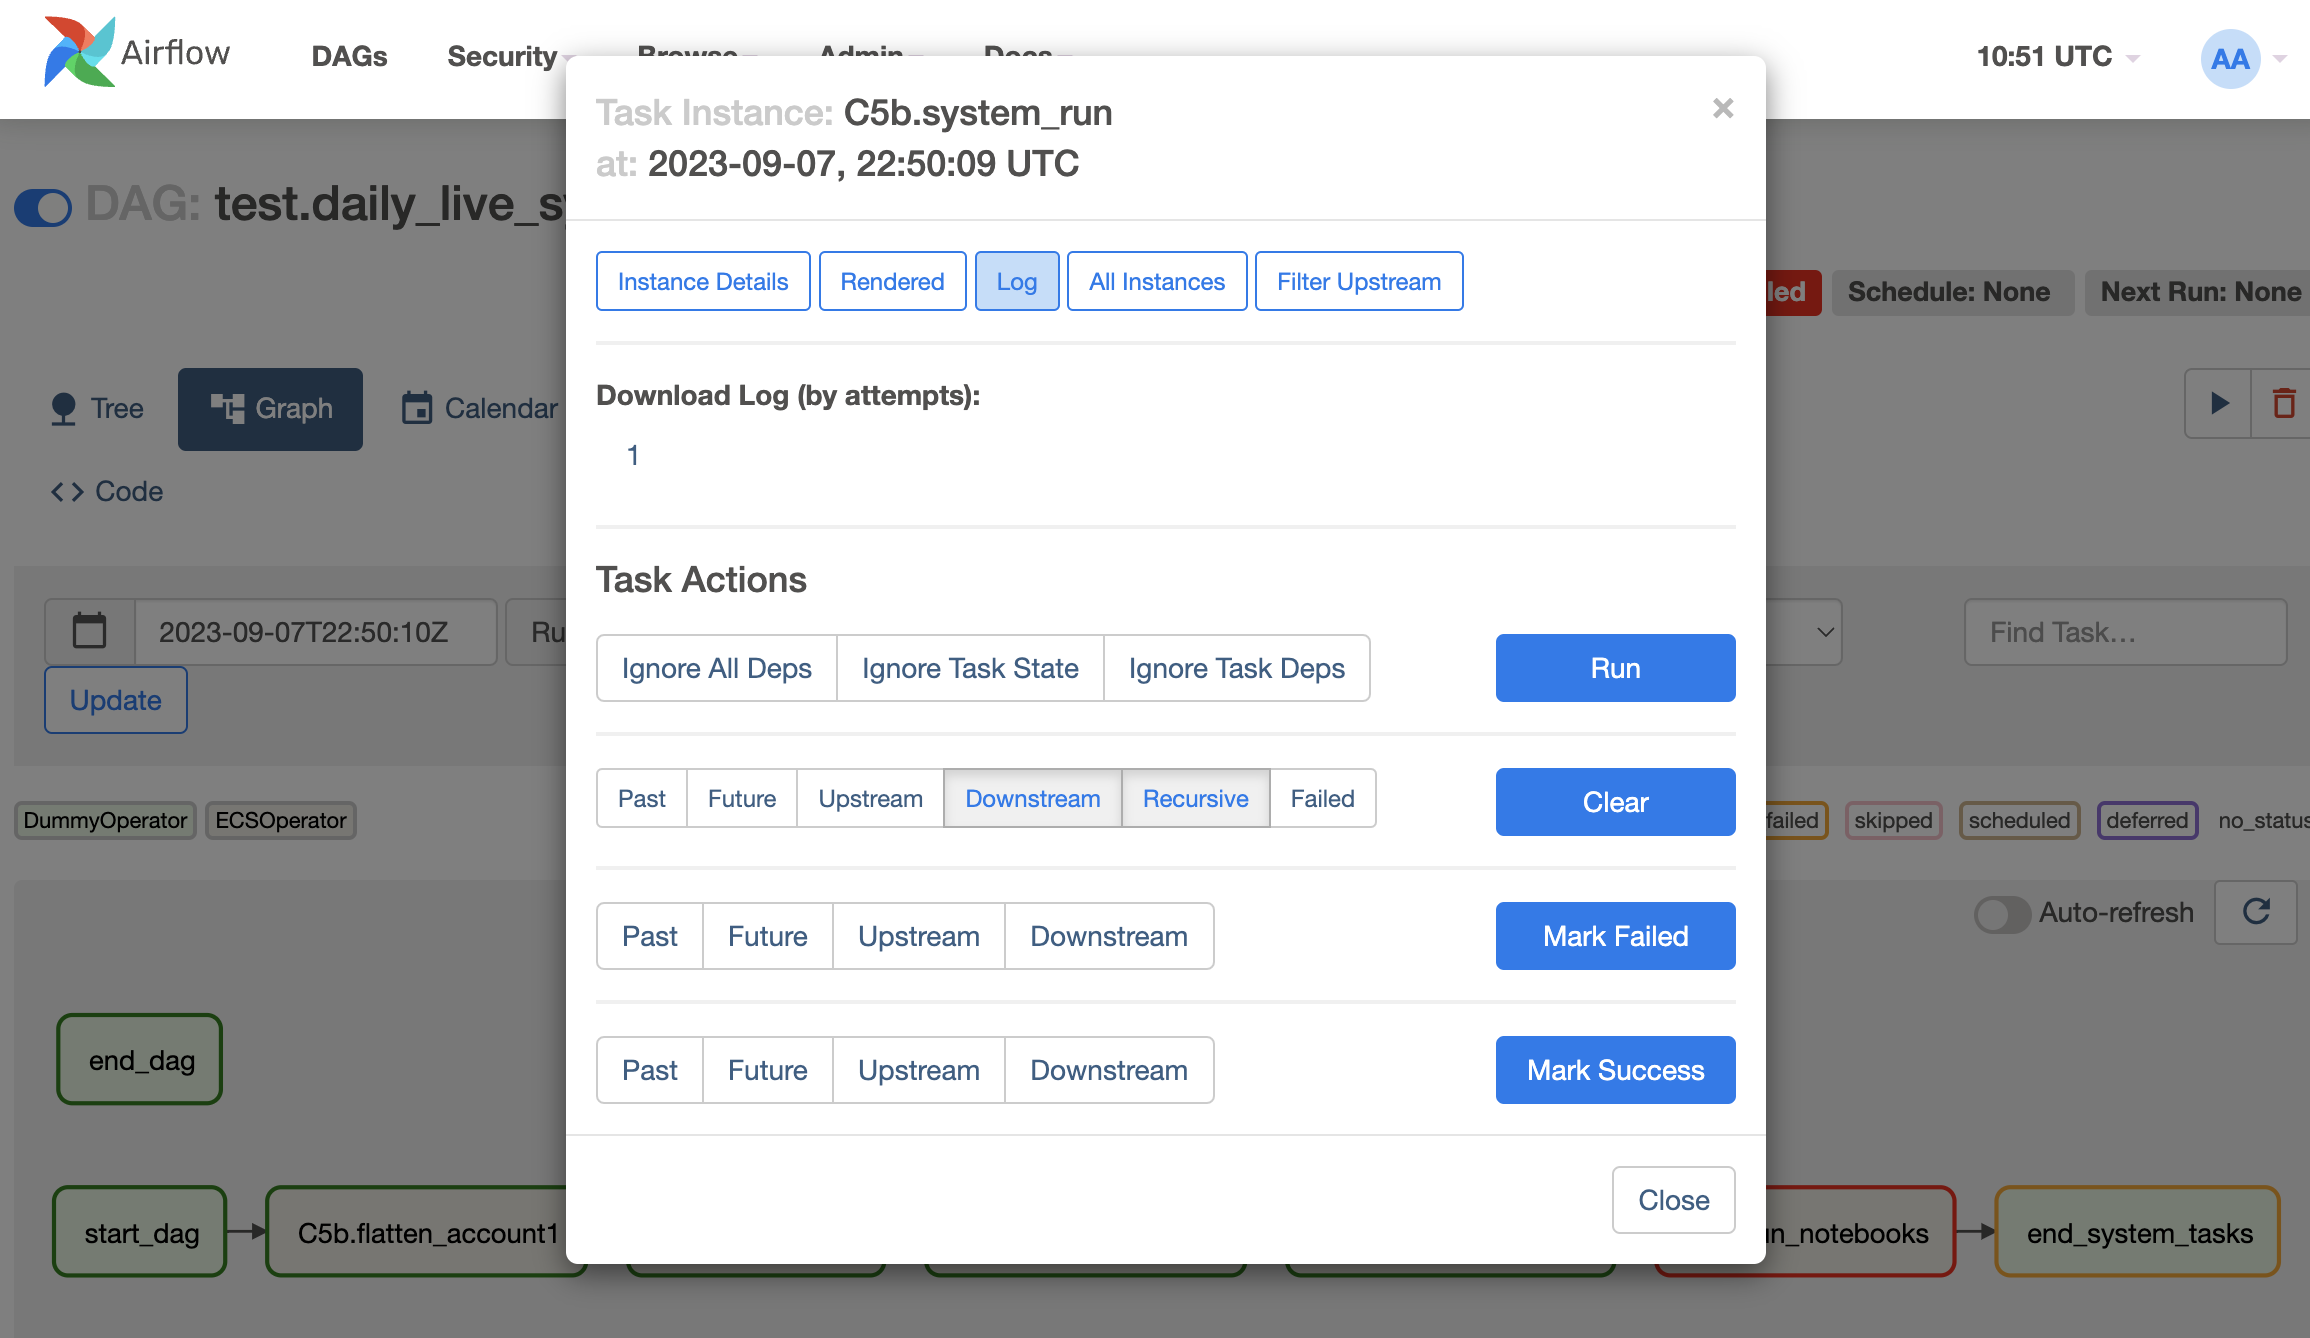 Airflow
DAGs
Security
Browse
Admin
Docs
10:51 UTC
AA
Task Instance: C5b.system_run
at: 2023-09-07, 22:50:09 UTC
×
DAG: test.daily_live_s
Instance Details
Rendered
Log
All Instances
Filter Upstream
led
Schedule: None
Next Run: None
Download Log (by attempts):
1
Tree
Graph
Calendar
Code
Task Actions
2023-09-07T22:50:10Z
Ru
Find Task...
Update
Ignore All Deps
Ignore Task State
Ignore Task Deps
Run
Past
Future
Upstream
Downstream
Recursive
Failed
Clear
DummyOperator
ECSOperator
failed
skipped
scheduled
deferred
no_status
Past
Future
Upstream
Downstream
Mark Failed
Auto-refresh
Past
Future
Upstream
Downstream
Mark Success
end_dag
Close
start_dag
C5b.flatten_account1
n_notebooks
end_system_tasks